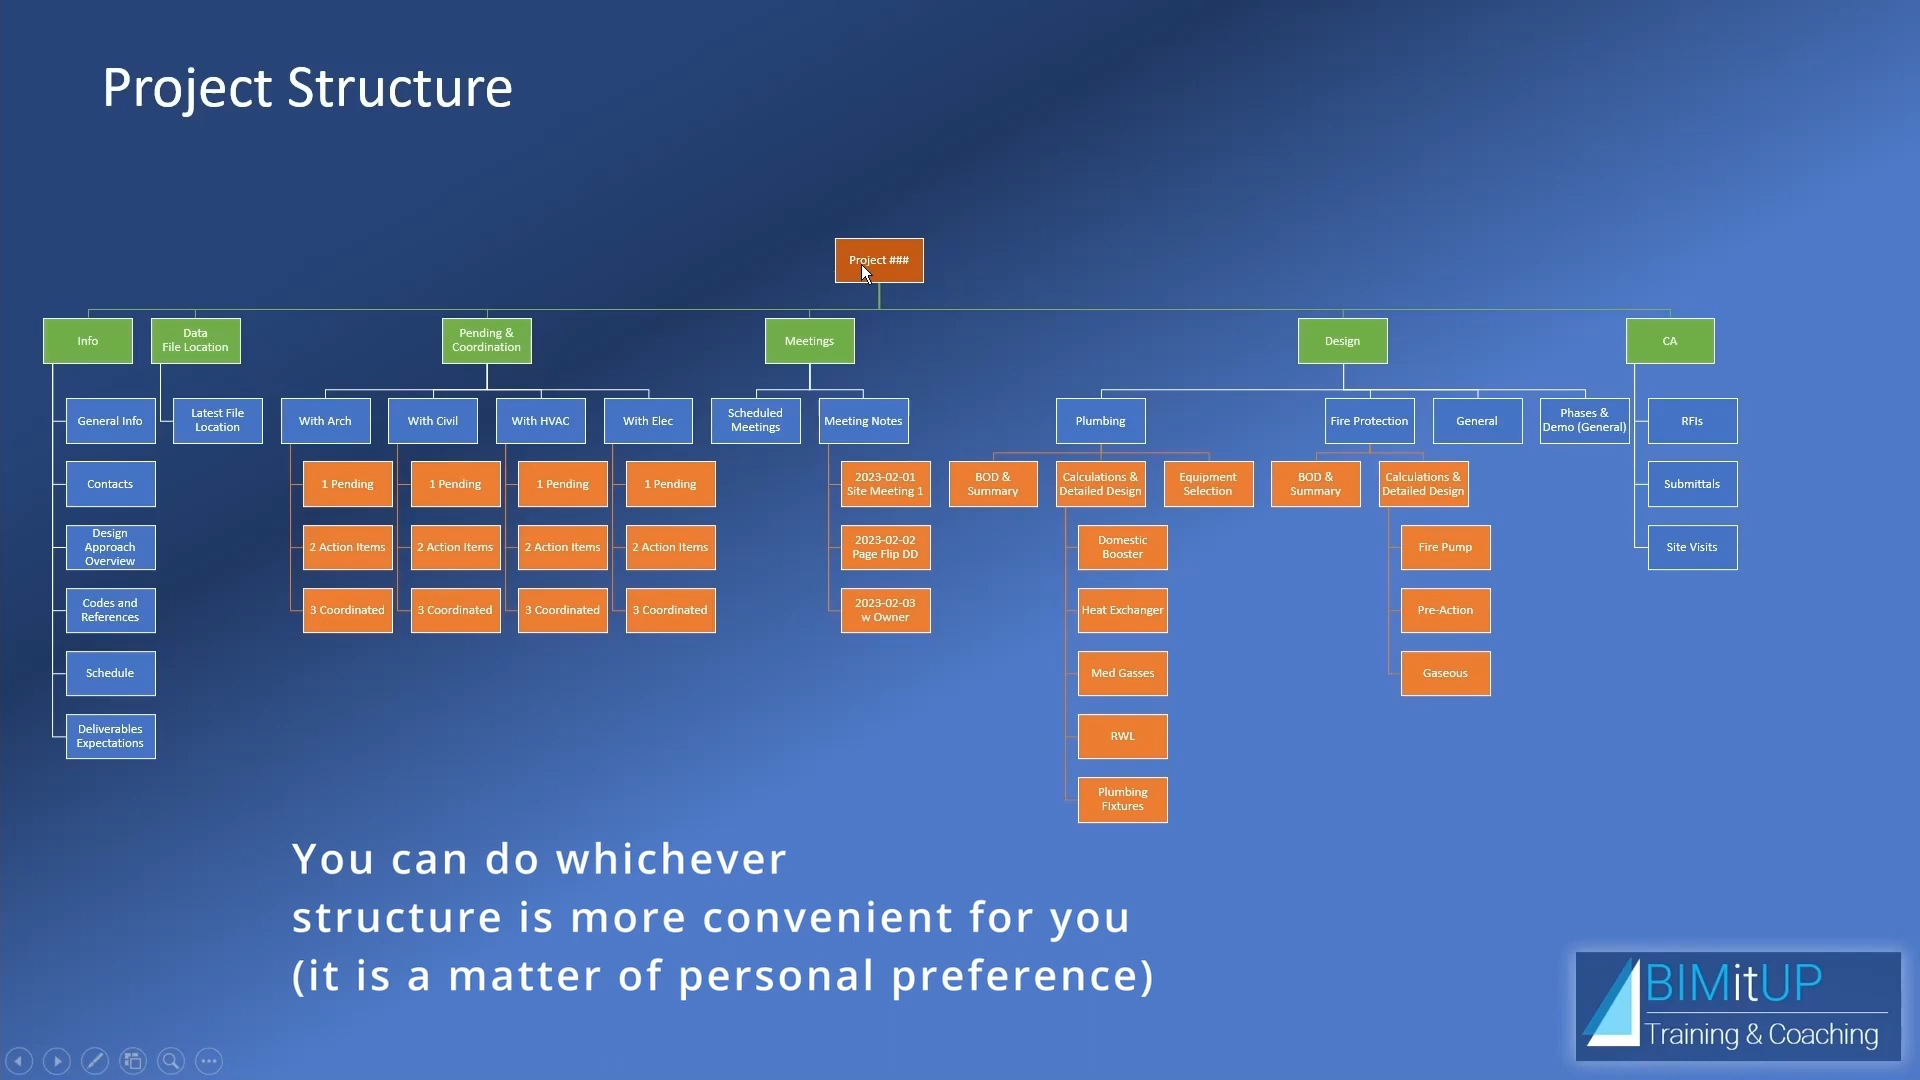 Project Structure
Project ###
Info
Data
File Location
Pending &
Coordination
Meetings
Design
CA
General Info
Latest File
Location
With Arch
With Civil
With HVAC
With Elec
Scheduled
Meetings
Meeting Notes
Plumbing
Fire Protection
General
Phases &
Demo (General)
RFIs
Contacts
1 Pending
1 Pending
1 Pending
1 Pending
2023-02-01
Site Meeting 1
BOD &
Summary
Calculations &
Detailed Design
Equipment
Selection
BOD &
Summary
Calculations &
Detailed Design
Submittals
Design
Approach
Overview
2 Action Items
2 Action Items
2 Action Items
2 Action Items
2023-02-02
Page Flip DD
Domestic
Booster
Fire Pump
Site Visits
Codes and
References
3 Coordinated
3 Coordinated
3 Coordinated
3 Coordinated
2023-02-03
w Owner
Heat Exchanger
Pre-Action
Schedule
Med Gasses
Gaseous
Deliverables
Expectations
RWL
Plumbing
FIxtures
You can do whichever
structure is more convenient for you
(it is a matter of personal preference)
BIMitUP
Training & Coaching